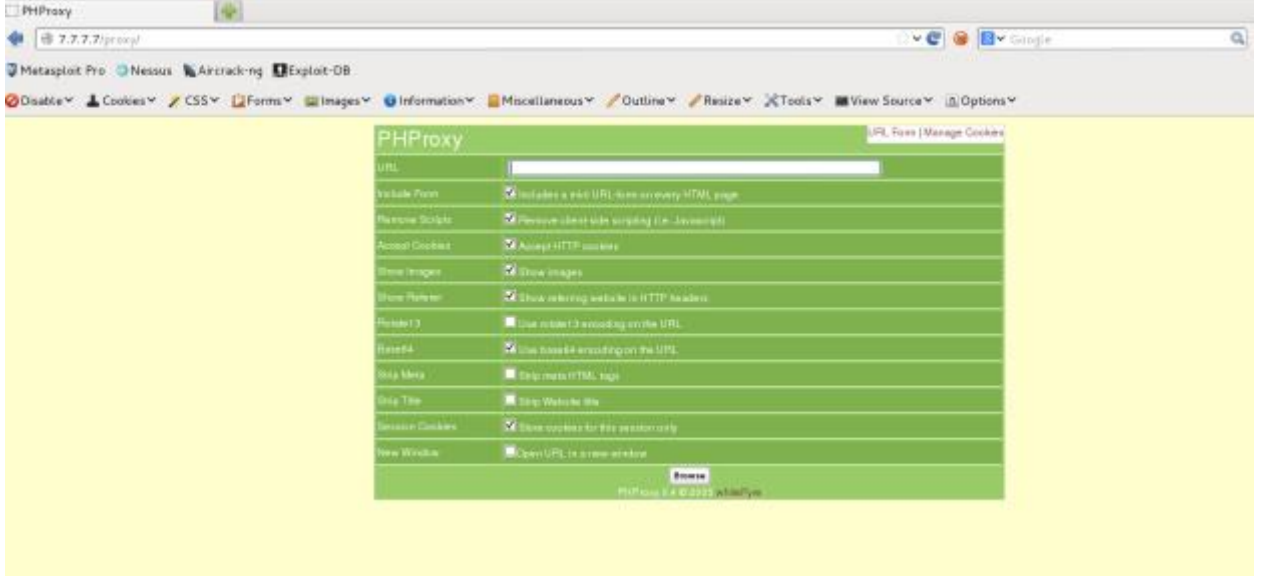 PHProxy
7.7.7.7/proxy/
Google
Metasploit Pro Nessus Aircrack-ng Exploit-DB
Disable Cookies CSS Forms Images Information Miscellaneous Outline Resize Tools View Source Options
PHProxy
URL Form | Manage Cookies
URL
Include Form Includes a mini URL-form on every HTML page
Remove Scripts Remove client-side scripting (i.e. Javascript)
Accept Cookies Accept HTTP cookies
Show Images Show images
Show Referer Show referring website in HTTP headers
Rotate13 Use rotate13 encoding on the URL
Base64 Use base64 encoding on the URL
Strip Meta Strip meta HTML tags
Strip Title Strip Website title
Session Cookies Store cookies for this session only
New Window Open URL in a new window
Browse
PHProxy ©